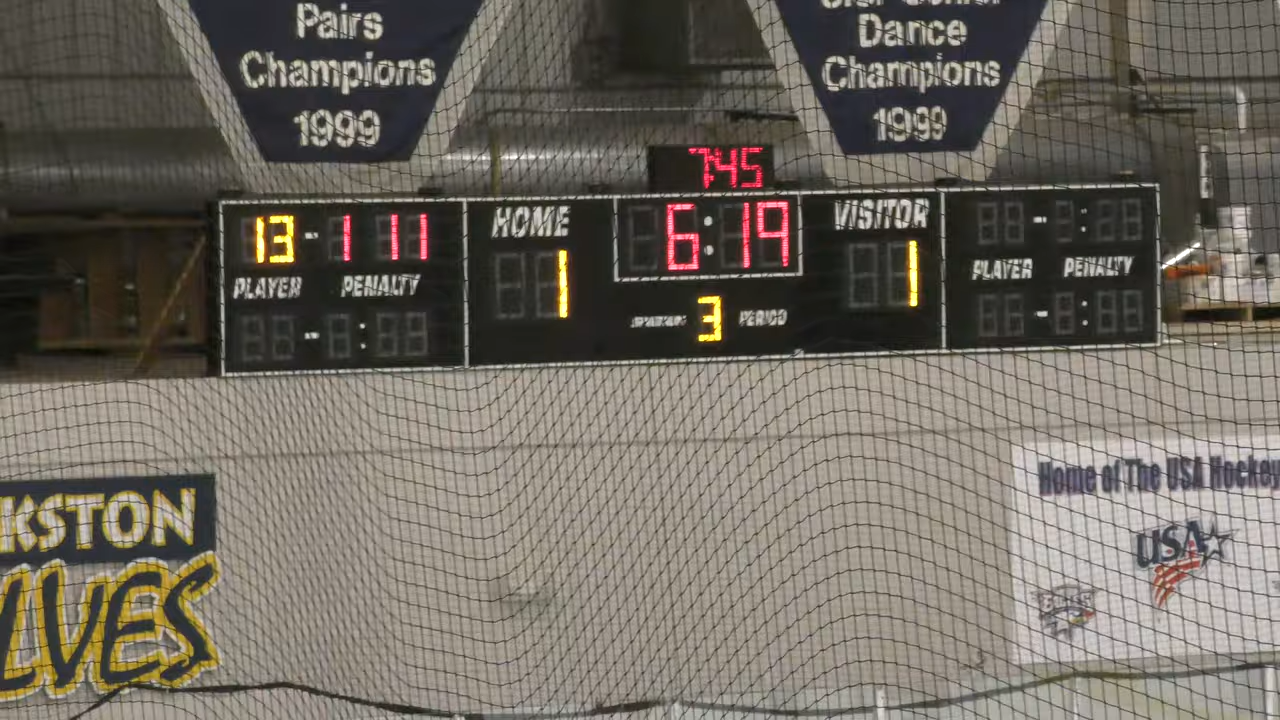 Pairs
Champions
1999
Dance
Champions
1999
7:45
13 - 1 11
HOME
6:19
VISITOR
PLAYER PENALTY
1
1
PLAYER PENALTY
3 PERIOD
KSTON
LVES
Home of The USA Hockey
USA